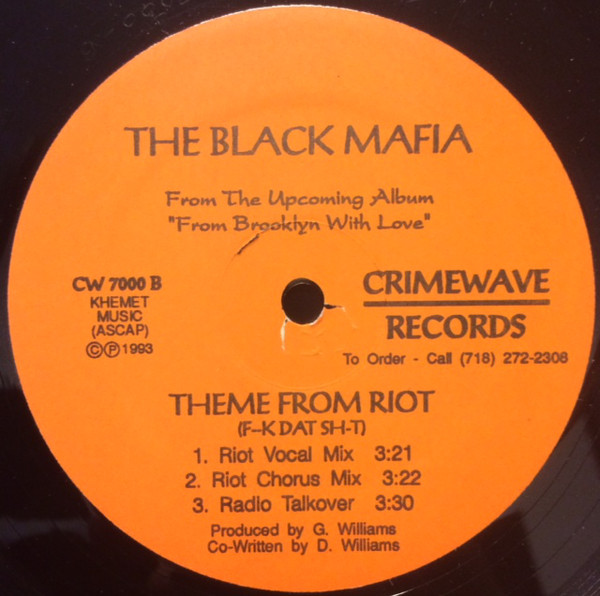 THE BLACK MAFIA
From The Upcoming Album
"From Brooklyn With Love"
CW 7000 B
KHEMET
MUSIC
(ASCAP)
©℗1993
CRIMEWAVE
RECORDS
To Order - Call (718) 272-2308
THEME FROM RIOT
(F--K DAT SH-T)
1. Riot Vocal Mix 3:21
2. Riot Chorus Mix 3:22
3. Radio Talkover 3:30
Produced by G. Williams
Co-Written by D. Williams